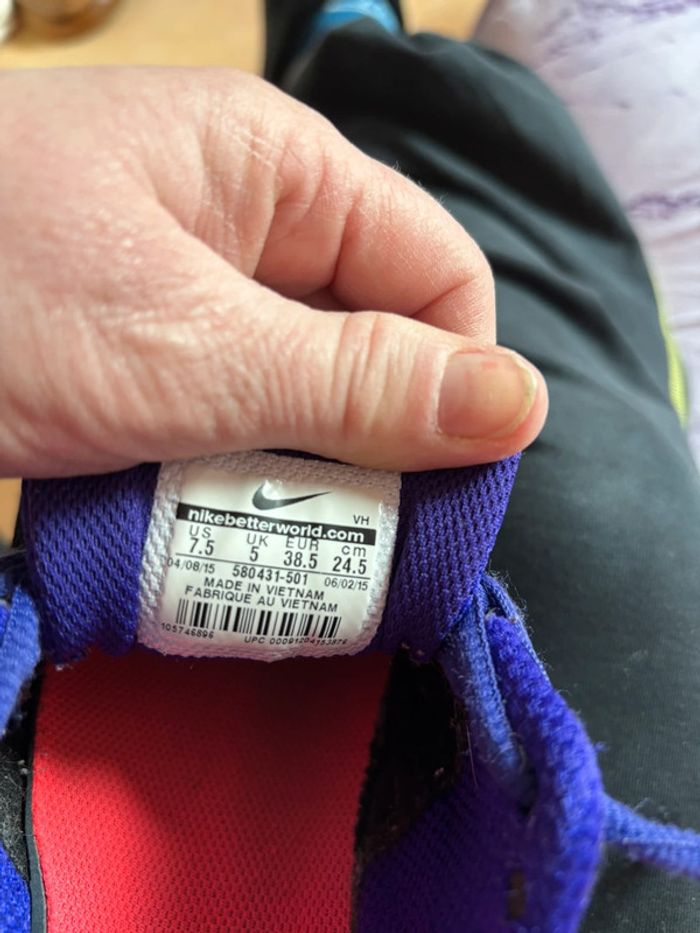 nikebetterworld.com
VH
US UK EUR cm
7.5 5 38.5 24.5
04/08/15 580431-501 06/02/15
MADE IN VIETNAM
FABRIQUE AU VIETNAM
105746896
UPC